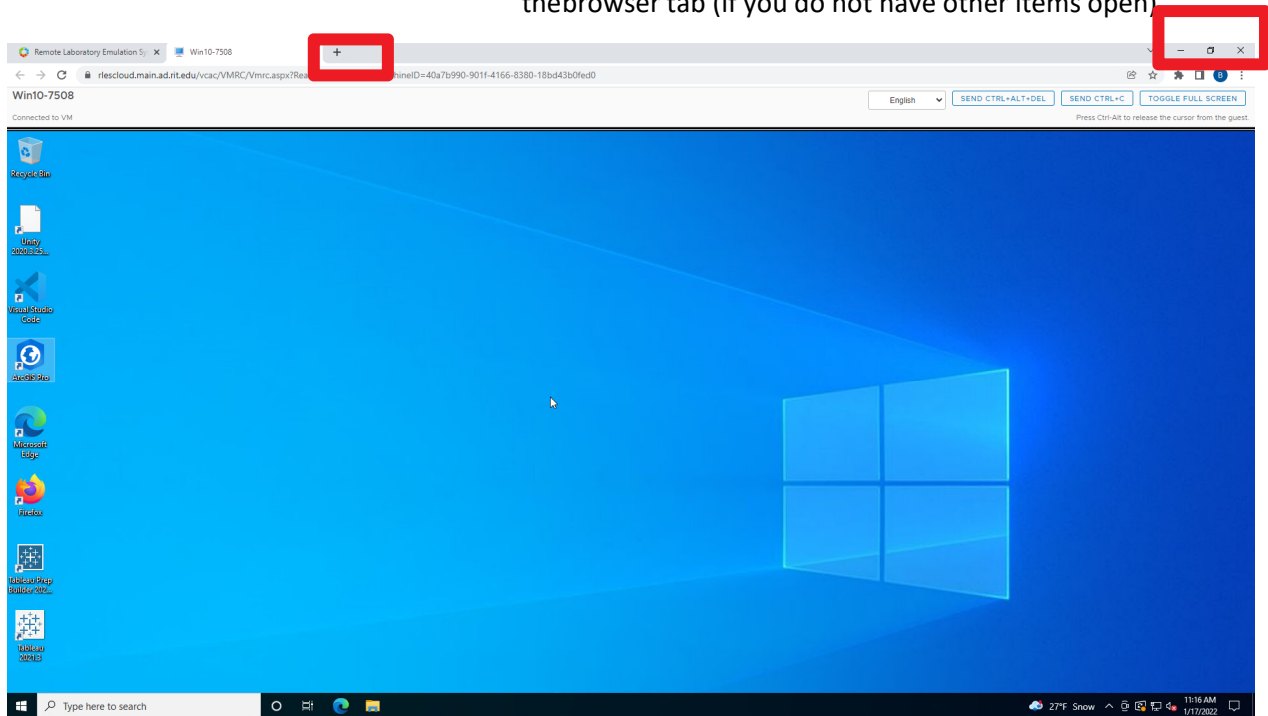 thebrowser tab (if you do not have other items open)
Remote Laboratory Emulation Sy
Win10-7508
rlescloud.main.ad.rit.edu/vcac/VMRC/Vmrc.aspx?Rea hineID=40a7b990-901f-4166-8380-18bd43b0fed0
B
Win10-7508
English
SEND CTRL+ALT+DEL
SEND CTRL+C
TOGGLE FULL SCREEN
Connected to VM
Press Ctrl-Alt to release the cursor from the guest.
Recycle Bin
Unity
2020.3.25...
Visual Studio
Code
ArcGIS Pro
Microsoft
Edge
Firefox
Tableau Prep
Builder 202...
Tableau
2021.3
Type here to search
27°F Snow
11:16 AM
1/17/2022